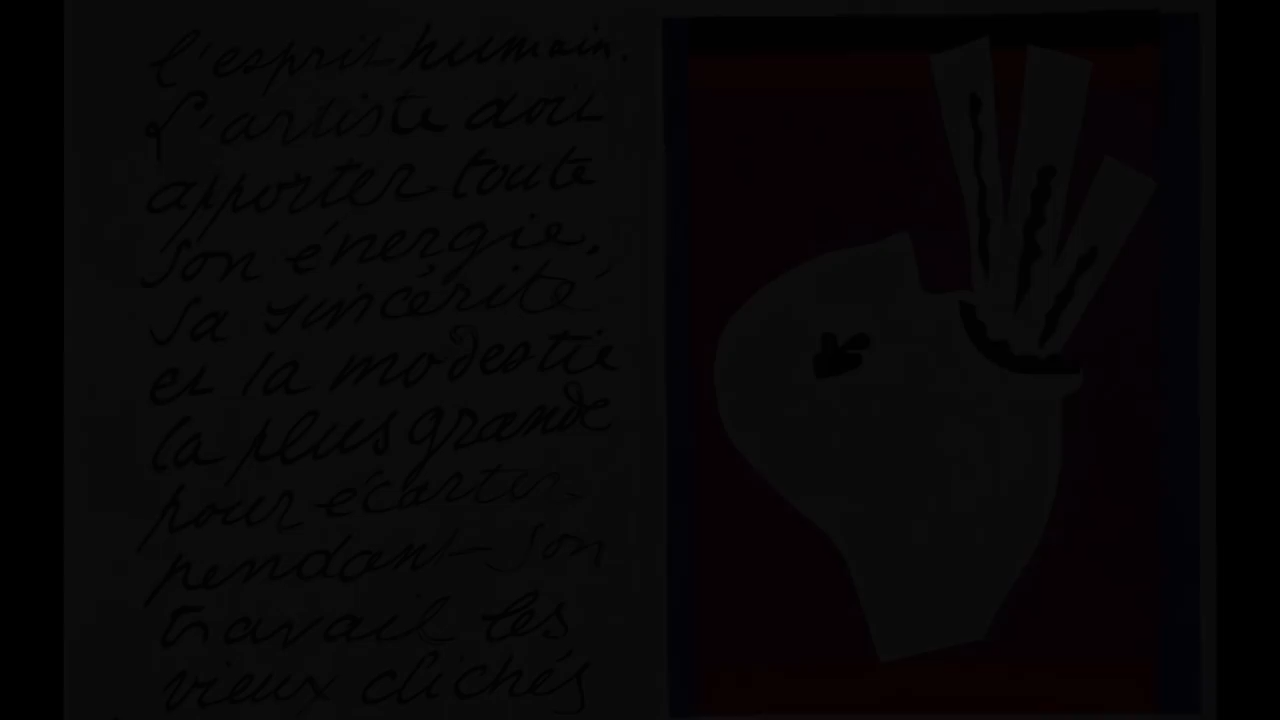 l'esprit humain.
L'artiste doit
apporter toute
son énergie,
sa sincérité
et la modestie
la plus grande
pour écarter
pendant son
travail les
vieux clichés